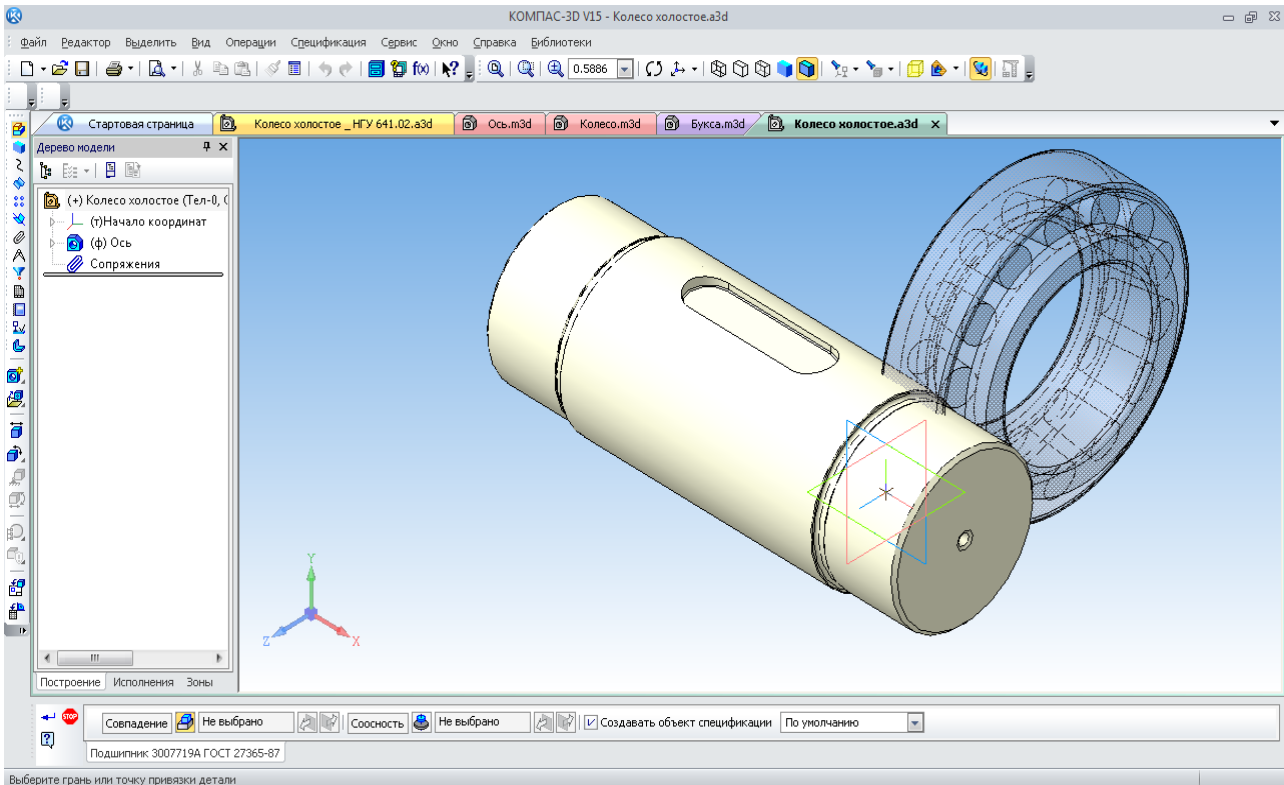 КОМПАС-3D V15 - Колесо холостое.a3d
Файл Редактор Выделить Вид Операции Спецификация Сервис Окно Справка Библиотеки
0.5886
f(x)
Стартовая страница Колесо холостое _ НГУ 641.02.a3d Ось.m3d Колесо.m3d Букса.m3d Колесо холостое.a3d
Дерево модели
(+) Колесо холостое (Тел-0, С
(т)Начало координат
(ф) Ось
Сопряжения
Y
Z
X
Построение Исполнения Зоны
STOP
Совпадение Не выбрано Соосность Не выбрано Создавать объект спецификации По умолчанию
Подшипник 3007719А ГОСТ 27365-87
Выберите грань или точку привязки детали